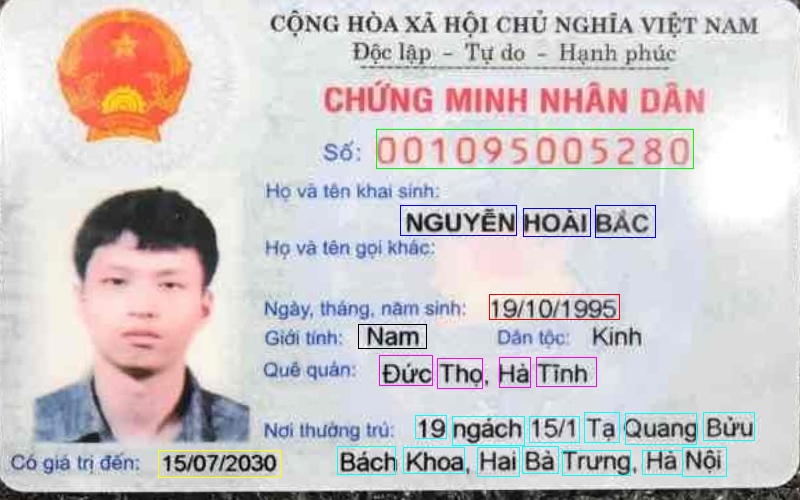 CỘNG HÒA XÃ HỘI CHỦ NGHĨA VIỆT NAM
Độc lập - Tự do - Hạnh phúc
CHỨNG MINH NHÂN DÂN
Số: 001095005280
Họ và tên khai sinh:
NGUYỄN HOÀI BẮC
Họ và tên gọi khác:
Ngày, tháng, năm sinh: 19/10/1995
Giới tính: Nam Dân tộc: Kinh
Quê quán: Đức Thọ, Hà Tĩnh
Nơi thường trú: 19 ngách 15/1 Tạ Quang Bửu
Bách Khoa, Hai Bà Trưng, Hà Nội
Có giá trị đến: 15/07/2030